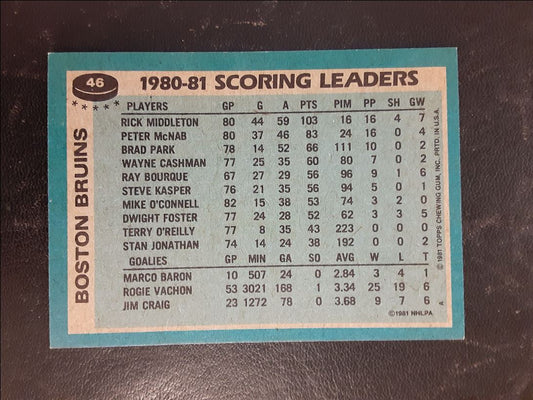 46
1980-81 SCORING LEADERS
BOSTON BRUINS
PLAYERS GP G A PTS PIM PP SH GW
RICK MIDDLETON 80 44 59 103 16 16 4 7
PETER McNAB 80 37 46 83 24 16 0 4
BRAD PARK 78 14 52 66 111 10 0 2
WAYNE CASHMAN 77 25 35 60 80 7 0 2
RAY BOURQUE 67 27 29 56 96 9 1 6
STEVE KASPER 76 21 35 56 94 5 0 1
MIKE O'CONNELL 82 15 38 53 74 3 2 0
DWIGHT FOSTER 77 24 28 52 62 3 3 5
TERRY O'REILLY 77 8 35 43 223 0 0 0
STAN JONATHAN 74 14 24 38 192 0 0 2
GOALIES GP MIN GA SO AVG W L T
MARCO BARON 10 507 24 0 2.84 3 4 1
ROGIE VACHON 53 3021 168 1 3.34 25 19 6
JIM CRAIG 23 1272 78 0 3.68 9 7 6
©1981 NHLPA
A
©1981 TOPPS CHEWING GUM, INC. PRTD. IN U.S.A.